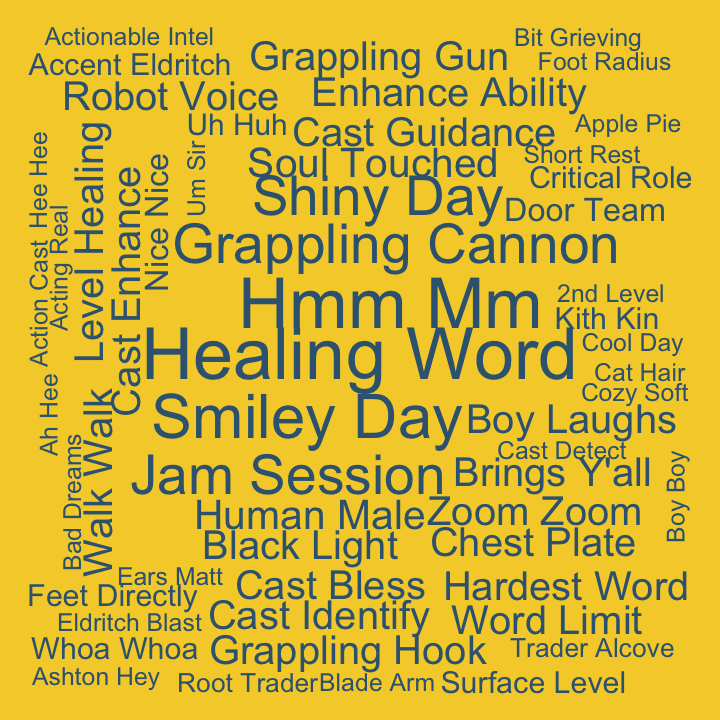 Actionable Intel
Bit Grieving
Accent Eldritch
Grappling Gun
Foot Radius
Robot Voice
Enhance Ability
Uh Huh
Cast Guidance
Apple Pie
Soul Touched
Short Rest
Critical Role
Shiny Day
Door Team
Grappling Cannon
Hee Hee
Action Cast
Acting Real
Level Healing
Cast Enhance
Nice Nice
Um Sir
Hmm Mm
2nd Level
Kith Kin
Healing Word
Cool Day
Cat Hair
Cozy Soft
Smiley Day
Boy Laughs
Ah Hee
Bad Dreams
Walk Walk
Cast Detect
Jam Session
Brings Y'all
Boy Boy
Human Male
Zoom Zoom
Black Light
Chest Plate
Ears Matt
Feet Directly
Cast Bless
Hardest Word
Eldritch Blast
Cast Identify
Word Limit
Whoa Whoa
Grappling Hook
Trader Alcove
Ashton Hey
Root Trader
Blade Arm
Surface Level